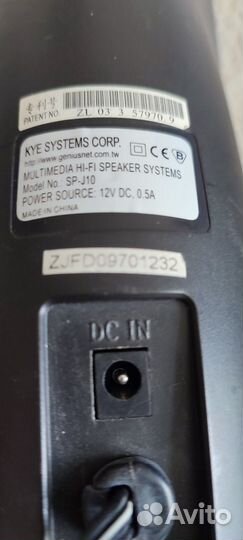 专利号
PATENT NO. ZL 03 3 57970.9
KYE SYSTEMS CORP.
http://www.geniusnet.com.tw
CE B
MULTIMEDIA HI-FI SPEAKER SYSTEMS
Model No. SP-J10
POWER SOURCE: 12V DC, 0.5A
MADE IN CHINA
ZJFD09701232
DC IN
Avito